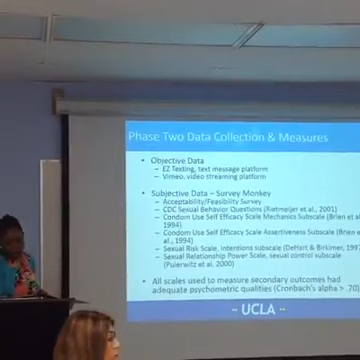 Phase Two Data Collection & Measures
• Objective Data
– EZ Texting, text message platform
– Vimeo, video streaming platform
• Subjective Data – Survey Monkey
– Acceptability/Feasibility Survey
– CDC Sexual Behavior Questions (Rietmeijer et al., 2001)
– Condom Use Self Efficacy Scale Mechanics Subscale (Brien et al.,
1994)
– Condom Use Self Efficacy Scale Assertiveness Subscale (Brien et
al., 1994)
– Sexual Risk Scale, intentions subscale (DeHart & Birkimer, 1997
– Sexual Relationship Power Scale, sexual control subscale
(Pulerwitz et al., 2000)
• All scales used to measure secondary outcomes had
adequate psychometric qualities (Cronbach's alpha > .70)
UCLA